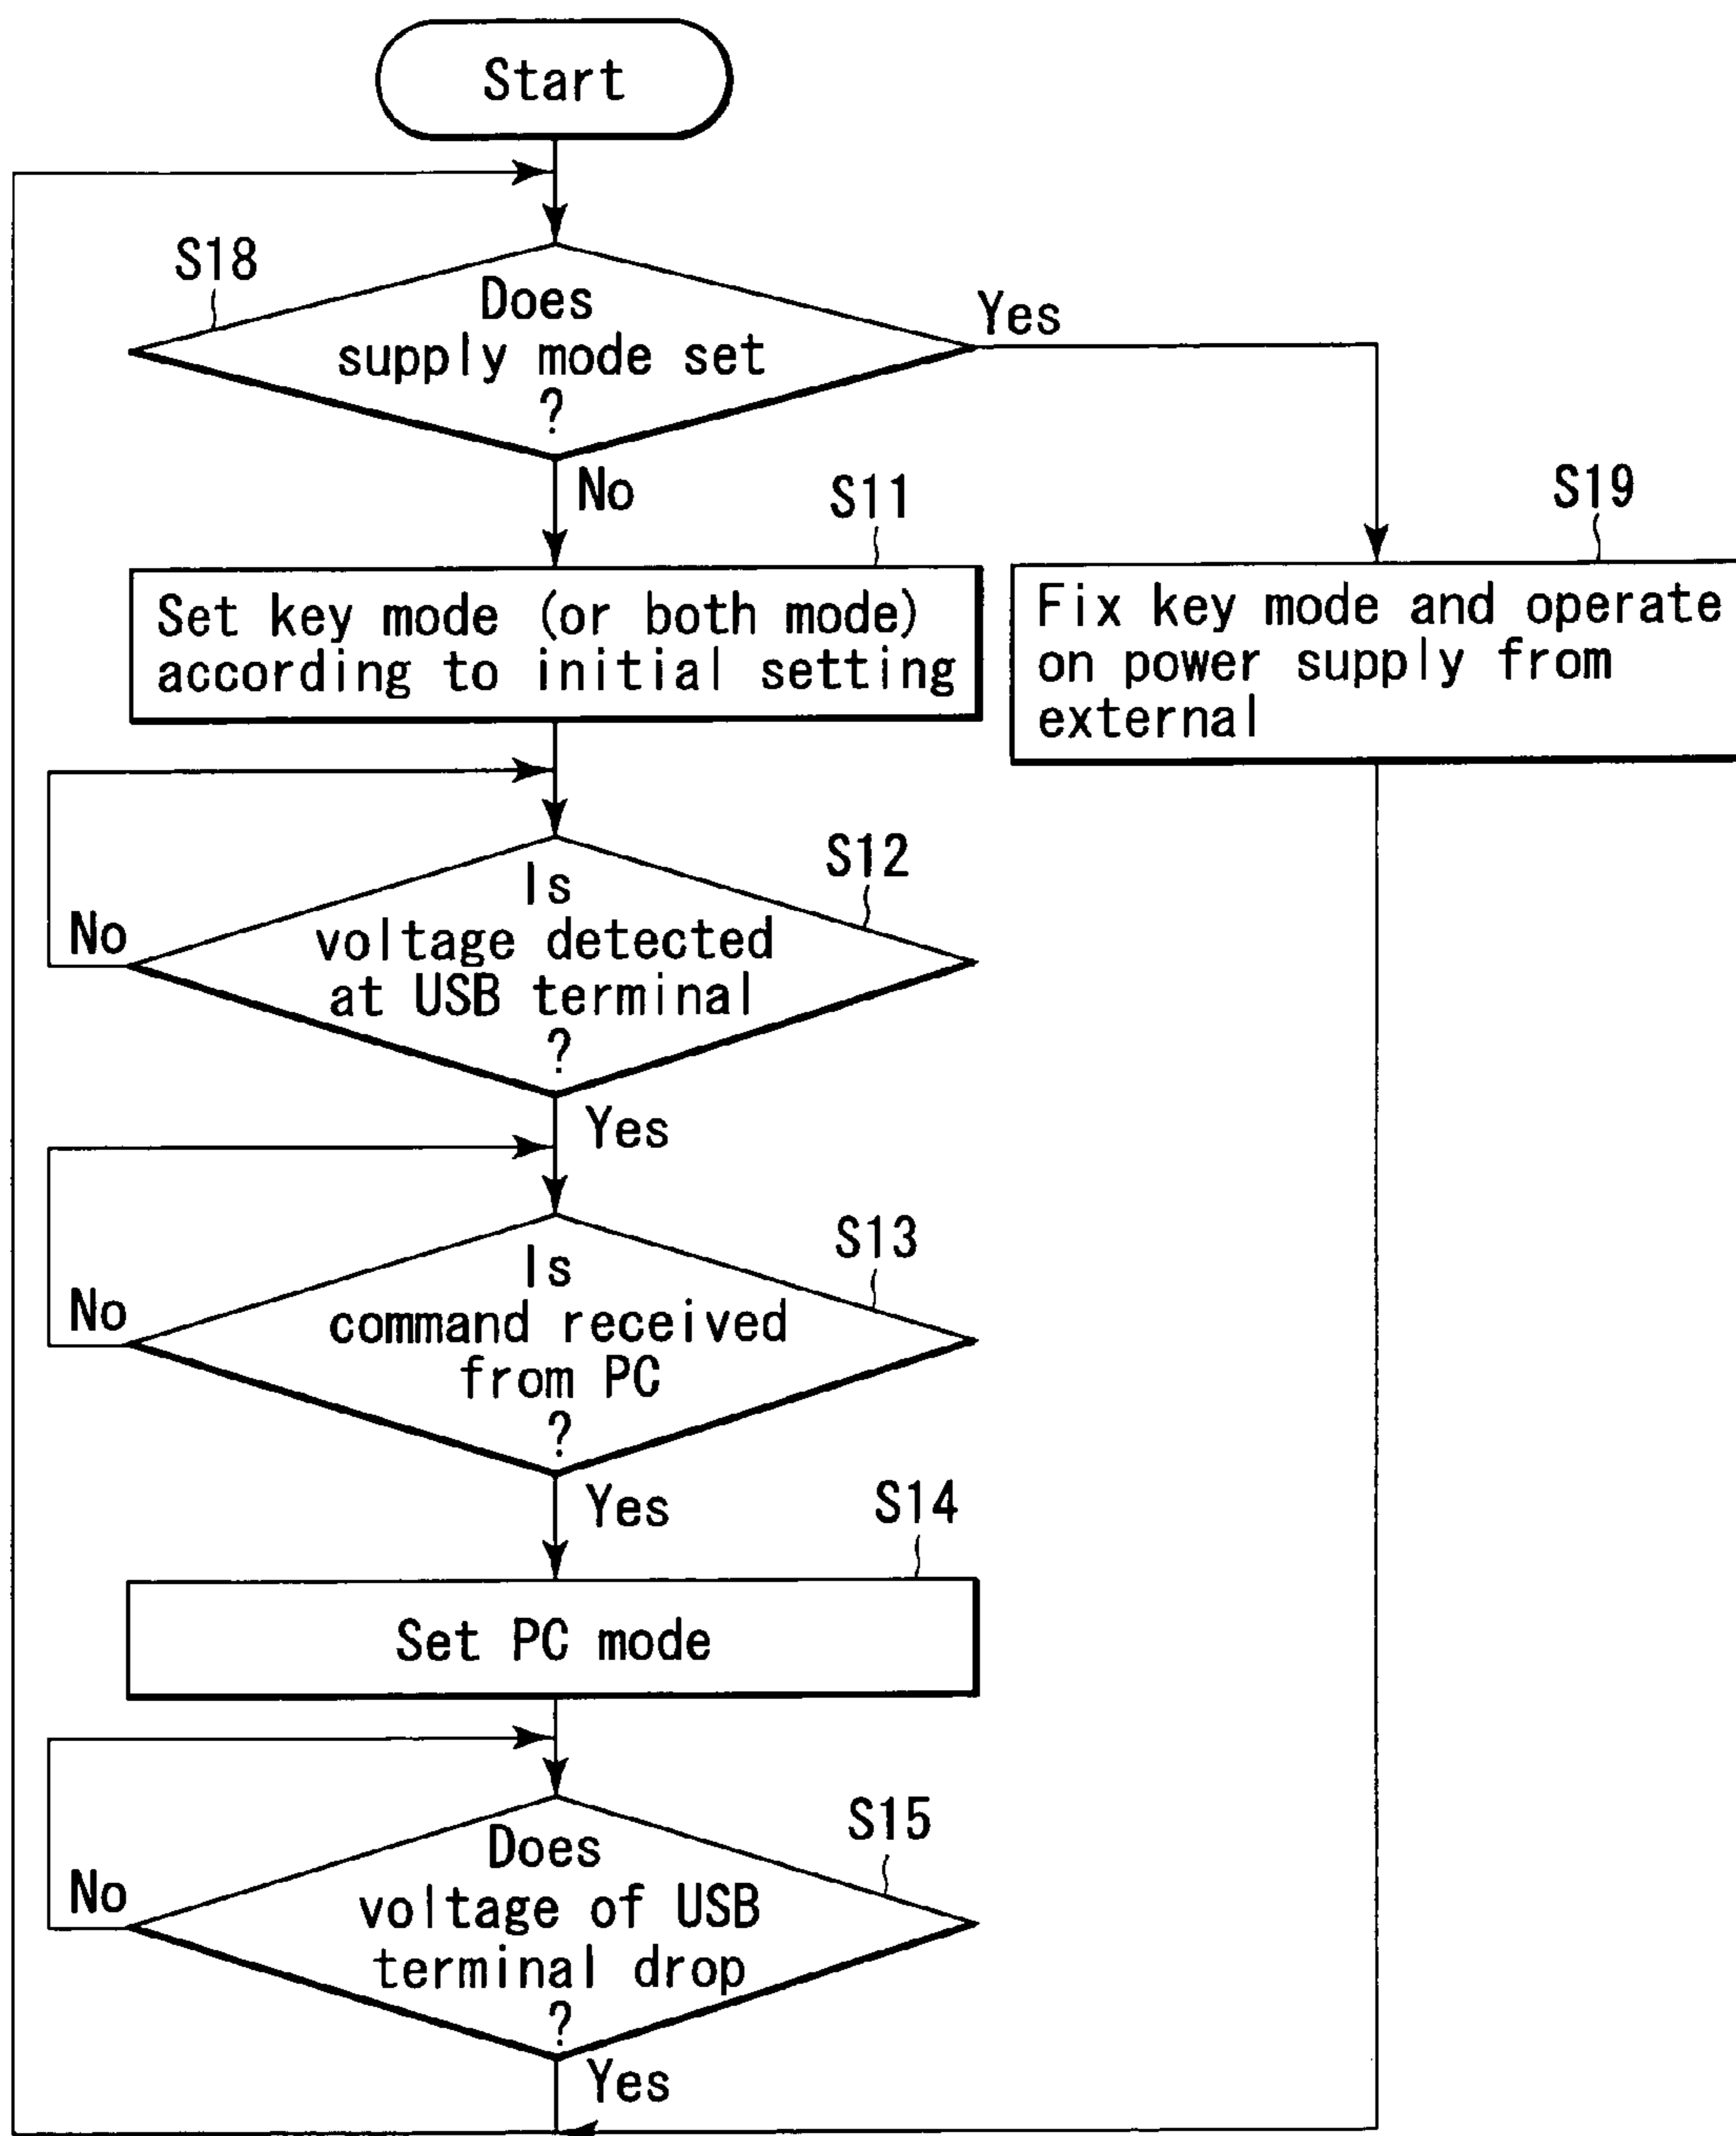 Start
S18
Does
supply mode set
?
Yes
No
S11
Set key mode (or both mode)
according to initial setting
S19
Fix key mode and operate
on power supply from
external
S12
Is
voltage detected
at USB terminal
?
No
Yes
S13
Is
command received
from PC
?
No
Yes
S14
Set PC mode
S15
Does
voltage of USB
terminal drop
?
No
Yes